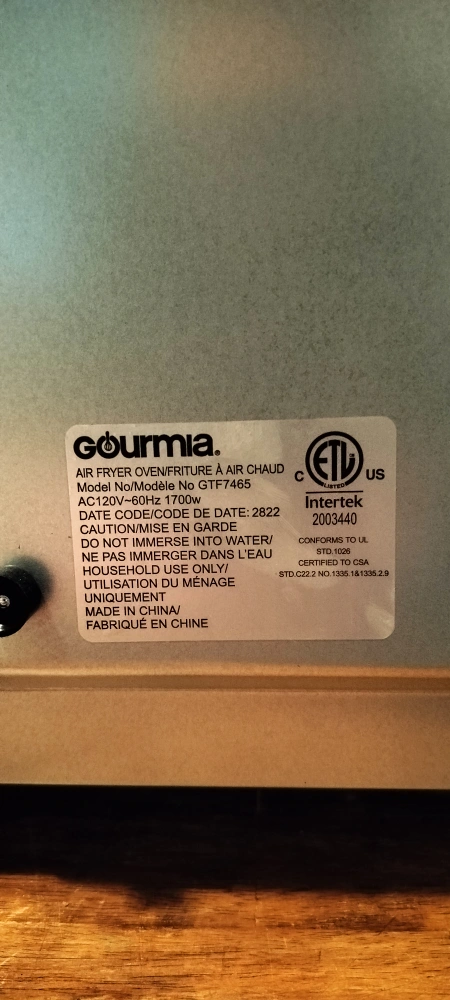 Gourmia®
AIR FRYER OVEN/FRITURE À AIR CHAUD
Model No/Modèle No GTF7465
AC120V~60Hz 1700w
DATE CODE/CODE DE DATE: 2822
CAUTION/MISE EN GARDE
DO NOT IMMERSE INTO WATER/
NE PAS IMMERGER DANS L'EAU
HOUSEHOLD USE ONLY/
UTILISATION DU MÉNAGE
UNIQUEMENT
MADE IN CHINA/
FABRIQUÉ EN CHINE
C ETL US
LISTED
Intertek
2003440
CONFORMS TO UL
STD.1026
CERTIFIED TO CSA
STD.C22.2 NO.1335.1&1335.2.9